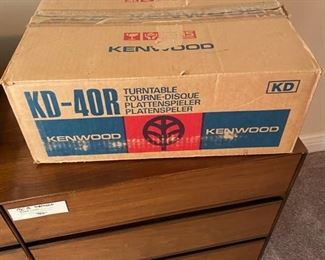 KENWOOD
KD-40R
TURNTABLE
TOURNE-DISQUE
PLATTENSPIELER
PLATENSPELER
KD
KENWOOD
KENWOOD